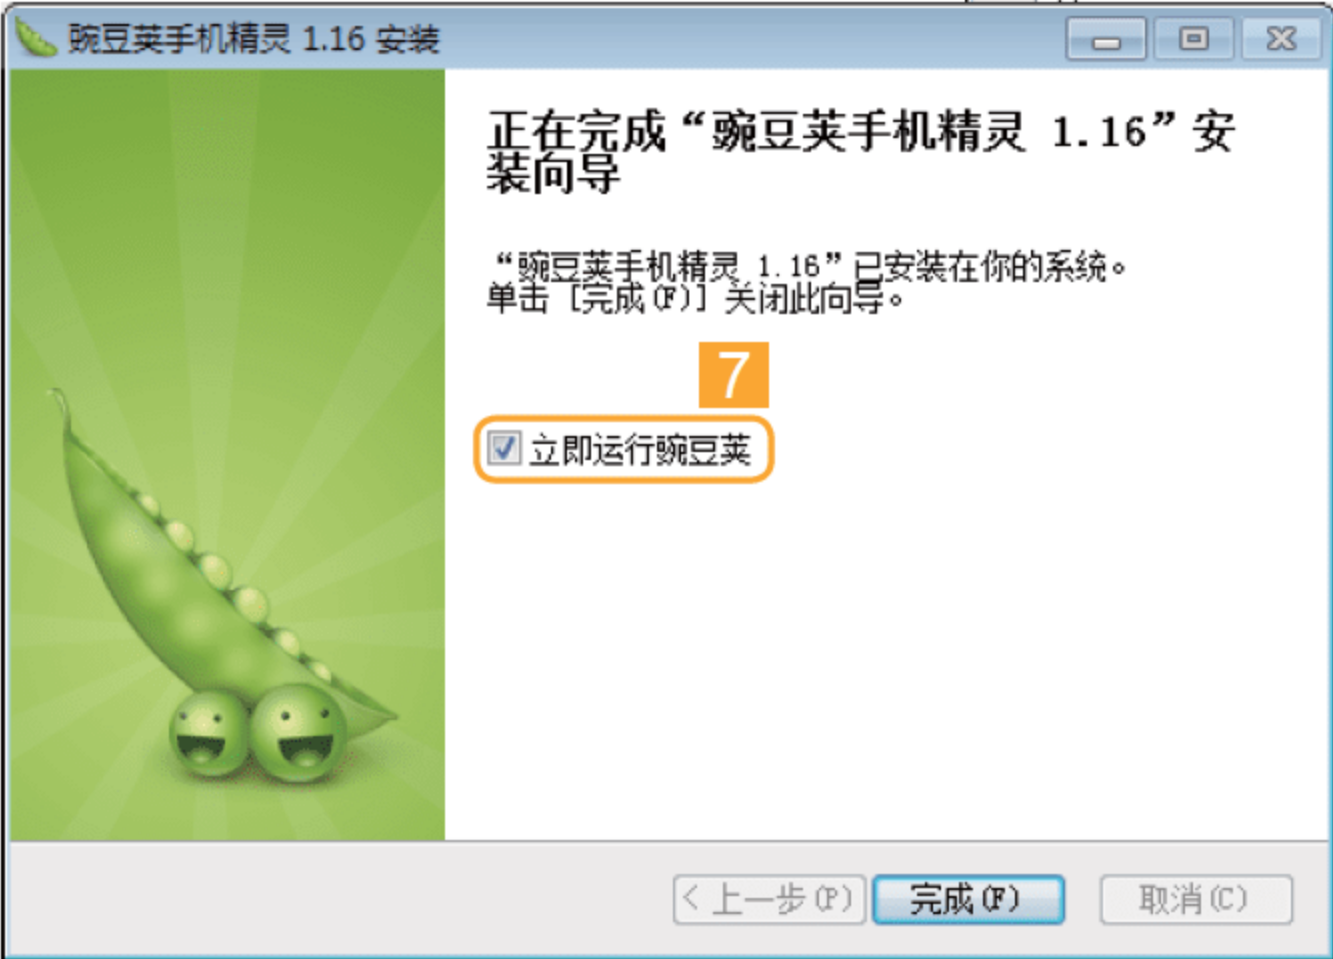 豌豆荚手机精灵 1.16 安装
正在完成“豌豆荚手机精灵 1.16”安
装向导
“豌豆荚手机精灵 1.16”已安装在你的系统。
单击 [完成(F)] 关闭此向导。
7
立即运行豌豆荚
< 上一步(P)
完成(F)
取消(C)